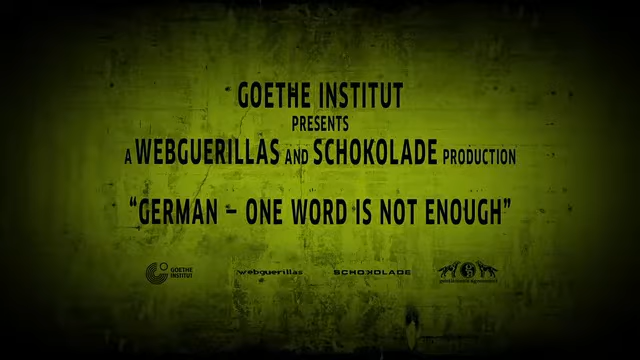 GOETHE INSTITUT
PRESENTS
A WEBGUERILLAS AND SCHOKOLADE PRODUCTION
“GERMAN – ONE WORD IS NOT ENOUGH”
GOETHE
INSTITUT
webguerillas
SCHOKOLADE